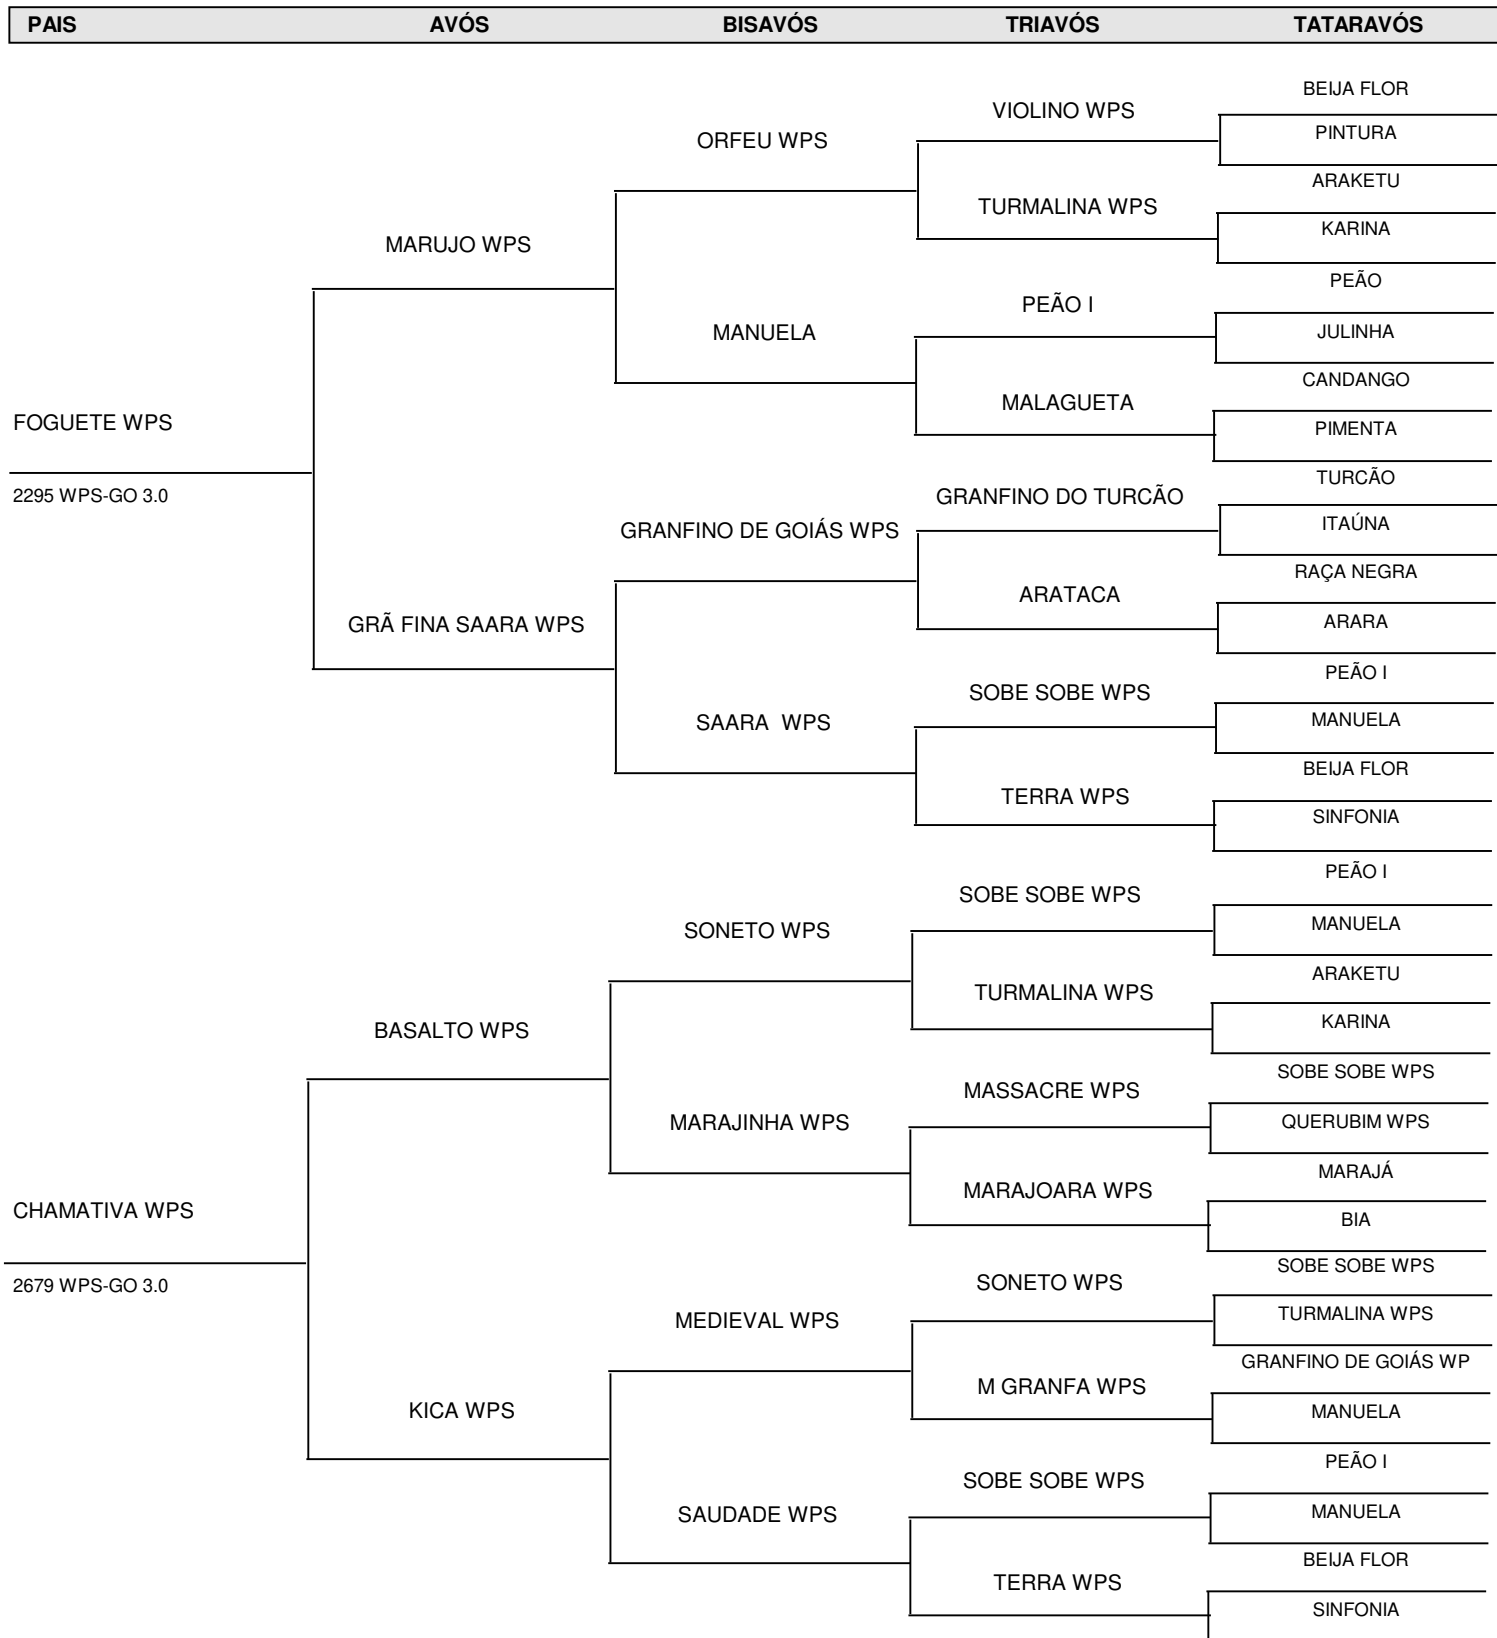 PAIS AVÓS BISAVÓS TRIAVÓS TATARAVÓS
BEIJA FLOR
VIOLINO WPS
PINTURA
ORFEU WPS
ARAKETU
TURMALINA WPS
KARINA
MARUJO WPS
PEÃO
PEÃO I
JULINHA
MANUELA
CANDANGO
MALAGUETA
PIMENTA
FOGUETE WPS
2295 WPS-GO 3.0
TURCÃO
GRANFINO DO TURCÃO
ITAÚNA
GRANFINO DE GOIÁS WPS
RAÇA NEGRA
ARATACA
ARARA
GRÃ FINA SAARA WPS
PEÃO I
SOBE SOBE WPS
MANUELA
SAARA WPS
BEIJA FLOR
TERRA WPS
SINFONIA
PEÃO I
SOBE SOBE WPS
MANUELA
SONETO WPS
ARAKETU
TURMALINA WPS
KARINA
BASALTO WPS
SOBE SOBE WPS
MASSACRE WPS
QUERUBIM WPS
MARAJINHA WPS
MARAJÁ
MARAJOARA WPS
BIA
CHAMATIVA WPS
2679 WPS-GO 3.0
SOBE SOBE WPS
SONETO WPS
TURMALINA WPS
MEDIEVAL WPS
GRANFINO DE GOIÁS WP
M GRANFA WPS
MANUELA
KICA WPS
PEÃO I
SOBE SOBE WPS
MANUELA
SAUDADE WPS
BEIJA FLOR
TERRA WPS
SINFONIA